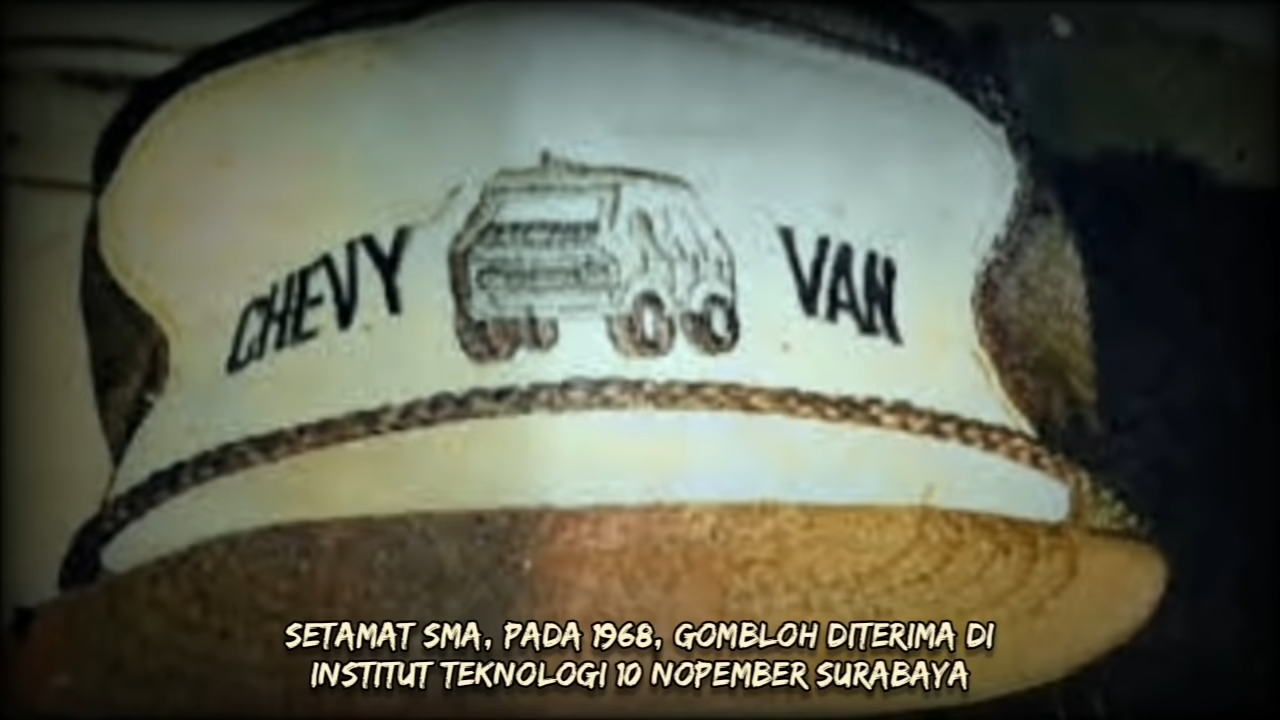 CHEVY VAN
SETAMAT SMA, PADA 1968, GOMBLOH DITERIMA DI
INSTITUT TEKNOLOGI 10 NOPEMBER SURABAYA